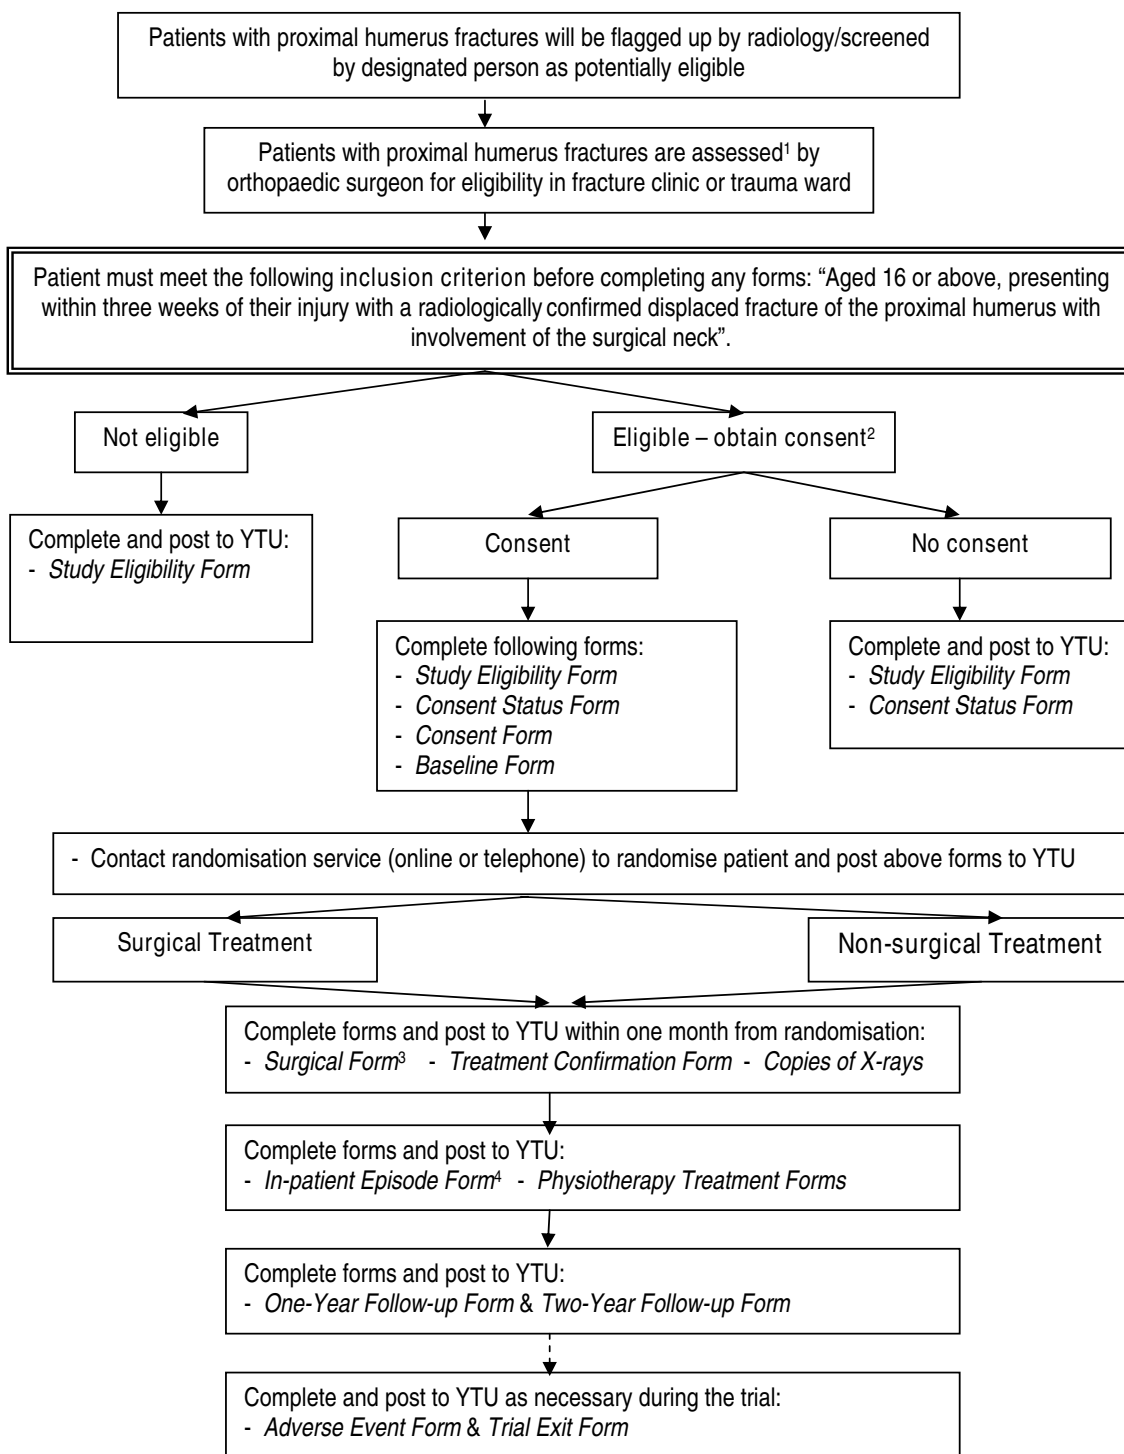 Patients with proximal humerus fractures will be flagged up by radiology/screened
by designated person as potentially eligible
Patients with proximal humerus fractures are assessed¹ by
orthopaedic surgeon for eligibility in fracture clinic or trauma ward
Patient must meet the following inclusion criterion before completing any forms: “Aged 16 or above, presenting
within three weeks of their injury with a radiologically confirmed displaced fracture of the proximal humerus with
involvement of the surgical neck”.
Not eligible
Eligible – obtain consent²
Complete and post to YTU:
- Study Eligibility Form
Consent
No consent
Complete following forms:
- Study Eligibility Form
- Consent Status Form
- Consent Form
- Baseline Form
Complete and post to YTU:
- Study Eligibility Form
- Consent Status Form
- Contact randomisation service (online or telephone) to randomise patient and post above forms to YTU
Surgical Treatment
Non-surgical Treatment
Complete forms and post to YTU within one month from randomisation:
- Surgical Form³ - Treatment Confirmation Form - Copies of X-rays
Complete forms and post to YTU:
- In-patient Episode Form⁴ - Physiotherapy Treatment Forms
Complete forms and post to YTU:
- One-Year Follow-up Form & Two-Year Follow-up Form
Complete and post to YTU as necessary during the trial:
- Adverse Event Form & Trial Exit Form